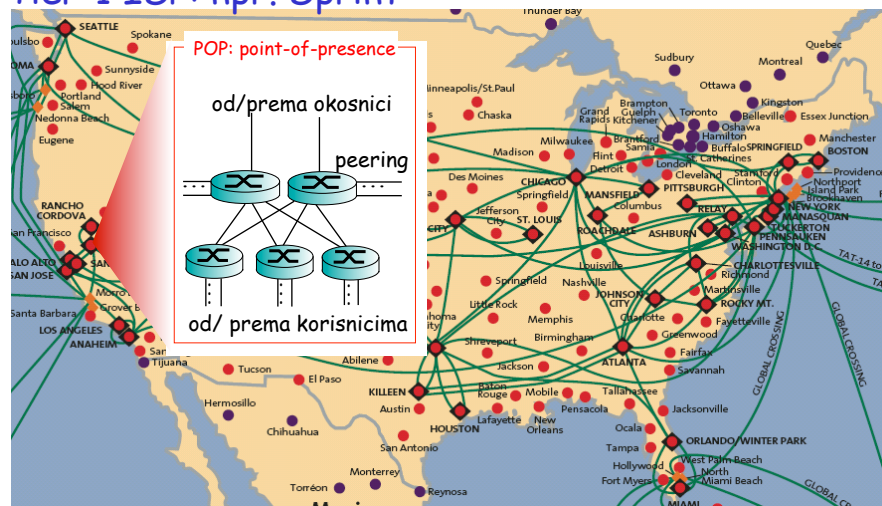 POP: point-of-presence
od/prema okosnici
peering
od/ prema korisnicima
Thunder Bay
SEATTLE
Spokane
Sunnyside
Hood River
Portland
Salem
Nedonna Beach
Eugene
Sudbury
Quebec
Montreal
Ottawa
Kingston
Brampton
Guelph
Kitchener
Toronto
Belleville
Essex Junction
Grand
Rapids
Chaska
Brantford
Oshawa
Hamilton
Manchester
Milwaukee
Sarnia
Buffalo
SPRINGFIELD
BOSTON
Madison
Flint
London
St. Catherines
Detroit
Cleveland
Stamford
Providence
Northport
Des Moines
CHICAGO
MANSFIELD
PITTSBURGH
Clinton
Island Park
Brookhaven
Springfield
Columbus
RELAY
NEW YORK
MANASQUAN
RANCHO
CORDOVA
Jefferson
City
ST. LOUIS
ROACHDALE
ASHBURN
TUCKERTON
PENNSAUKEN
WASHINGTON D.C.
San Francisco
SAN JOSE
Louisville
CHARLOTTESVILLE
Richmond
TAT-14 to
Springfield
Nashville
Martinsville
JOHNSON
CITY
ROCKY MT.
Santa Barbara
Little Rock
Memphis
Charlotte
Fayetteville
LOS ANGELES
ANAHEIM
Shreveport
Birmingham
Greenwood
GLOBAL CROSSING
GLOBAL CROSSING
Tijuana
Abilene
Jackson
ATLANTA
Fairfax
Savannah
Tucson
El Paso
KILLEEN
Baton
Rouge
Mobile
Tallahassee
Hermosillo
Austin
Pensacola
Jacksonville
HOUSTON
Lafayette
New
Orleans
Chihuahua
San Antonio
Ocala
Tampa
ORLANDO/WINTER PARK
West Palm Beach
Monterrey
Hollywood
North
Miami Beach
Torréon
Reynosa
Fort Myers
MIAMI